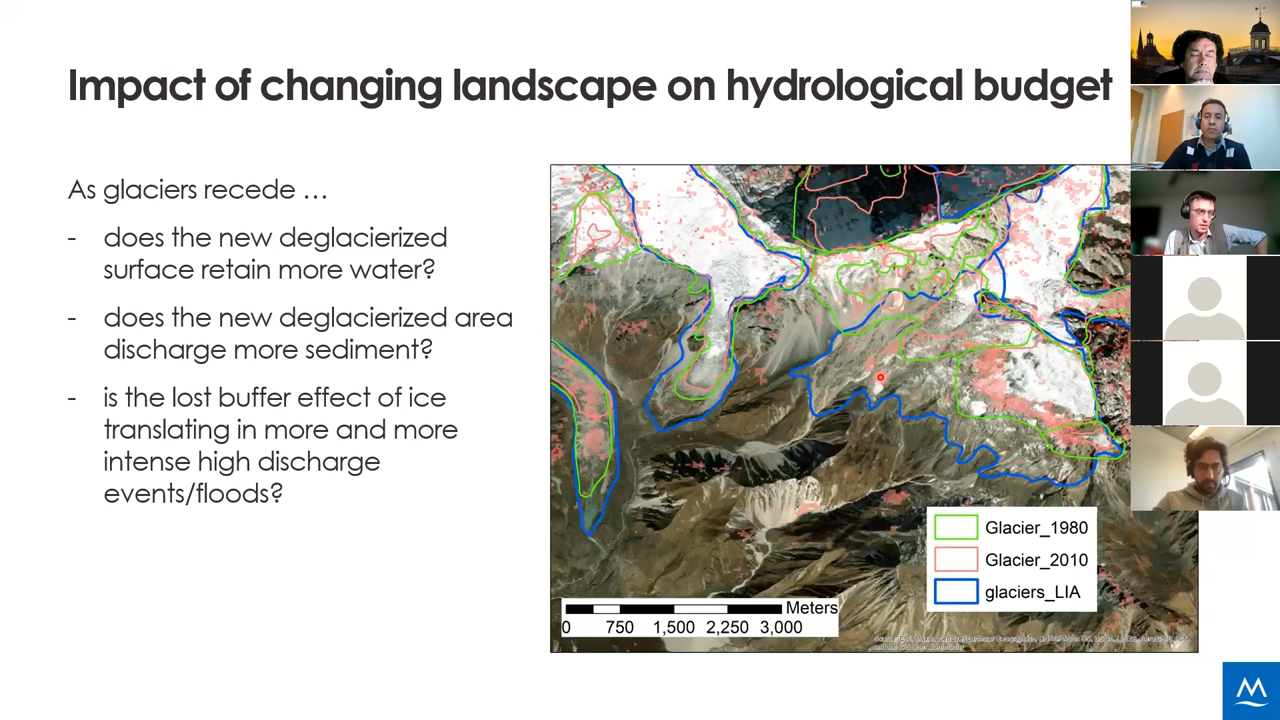 Impact of changing landscape on hydrological budget
As glaciers recede …
- does the new deglacierized
surface retain more water?
- does the new deglacierized area
discharge more sediment?
- is the lost buffer effect of ice
translating in more and more
intense high discharge
events/floods?
Glacier_1980
Glacier_2010
glaciers_LIA
Meters
0 750 1,500 2,250 3,000